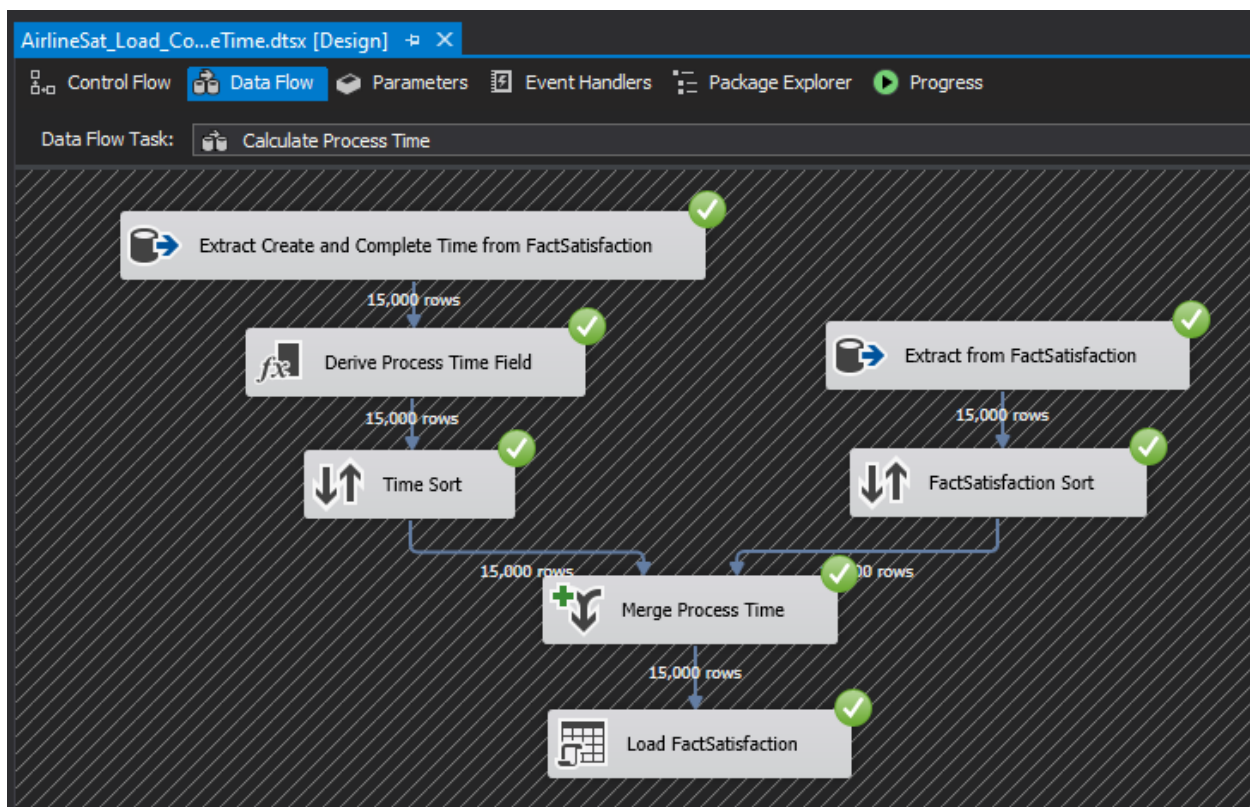 AirlineSat_Load_Co...eTime.dtsx [Design]
Control Flow Data Flow Parameters Event Handlers Package Explorer Progress
Data Flow Task: Calculate Process Time
Extract Create and Complete Time from FactSatisfaction
15,000 rows
Derive Process Time Field
Extract from FactSatisfaction
15,000 rows
15,000 rows
Time Sort
FactSatisfaction Sort
15,000 rows
00 rows
Merge Process Time
15,000 rows
Load FactSatisfaction